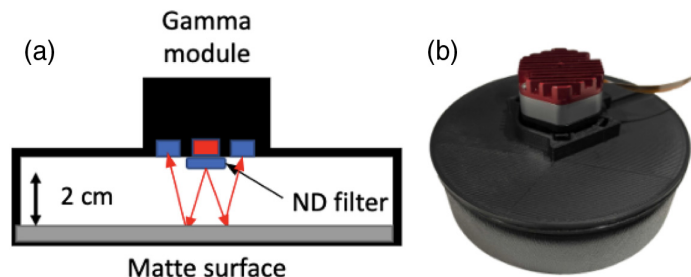 Gamma
module
(a)
(b)
2 cm
ND filter
Matte surface